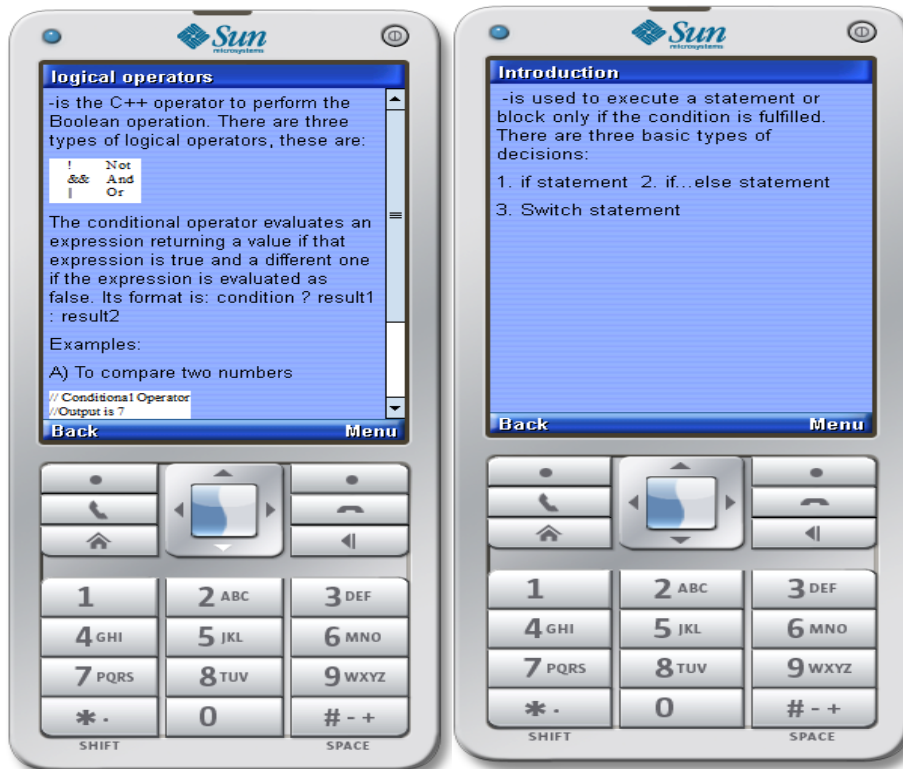 Sun
microsystems
logical operators
-is the C++ operator to perform the
Boolean operation. There are three
types of logical operators, these are:
! Not
&& And
| Or
The conditional operator evaluates an
expression returning a value if that
expression is true and a different one
if the expression is evaluated as
false. Its format is: condition ? result1
: result2
Examples:
A) To compare two numbers
// Conditional Operator
//Output is 7
Back Menu
1 2 ABC 3 DEF
4 GHI 5 JKL 6 MNO
7 PQRS 8 TUV 9 WXYZ
* . 0 # - +
SHIFT SPACE
Sun
microsystems
Introduction
-is used to execute a statement or
block only if the condition is fulfilled.
There are three basic types of
decisions:
1. if statement 2. if...else statement
3. Switch statement
Back Menu
1 2 ABC 3 DEF
4 GHI 5 JKL 6 MNO
7 PQRS 8 TUV 9 WXYZ
* . 0 # - +
SHIFT SPACE